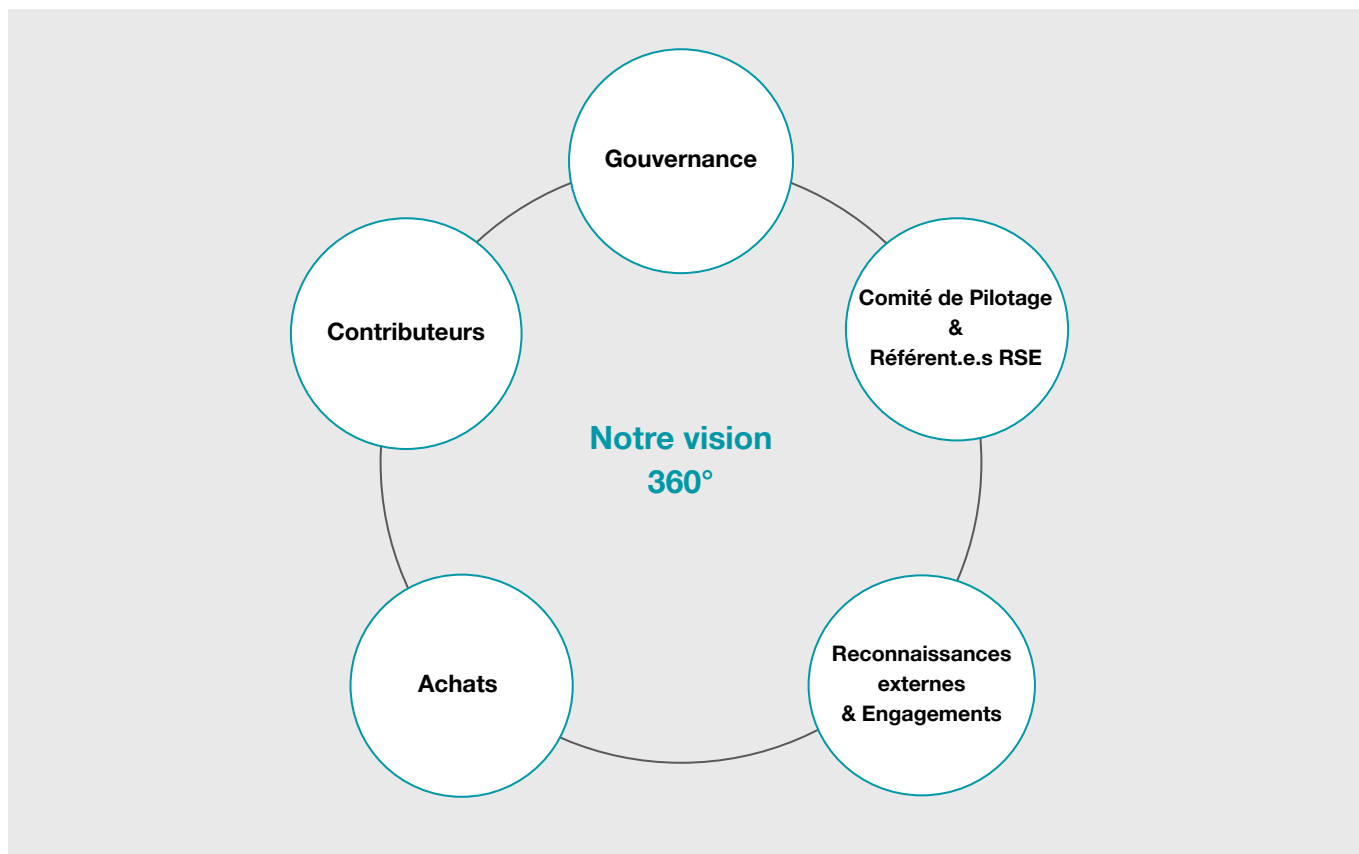 Gouvernance
Comité de Pilotage
&
Référent.e.s RSE
Contributeurs
Notre vision
360°
Reconnaissances
externes
& Engagements
Achats